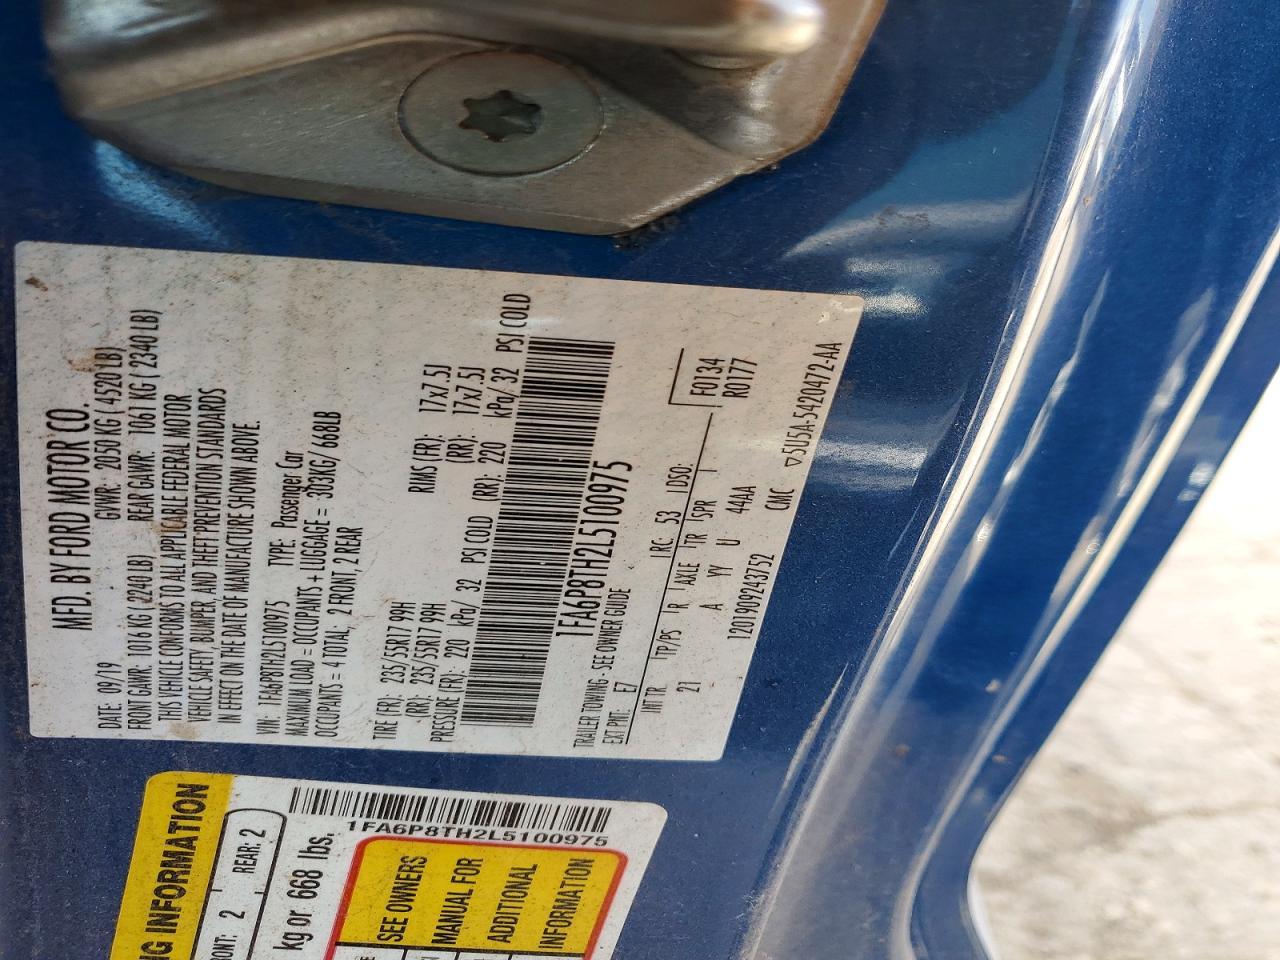 MFD. BY FORD MOTOR CO.
DATE: 09/19 GVWR: 2050 KG ( 4520 LB)
FRONT GAWR: 1016 KG ( 2240 LB) REAR GAWR: 1061 KG ( 2340 LB)
THIS VEHICLE CONFORMS TO ALL APPLICABLE FEDERAL MOTOR
VEHICLE SAFETY, BUMPER, AND THEFT PREVENTION STANDARDS
IN EFFECT ON THE DATE OF MANUFACTURE SHOWN ABOVE.
VIN: 1FA6P8TH2L5100975 TYPE: Passenger Car
MAXIMUM LOAD = OCCUPANTS + LUGGAGE = 303KG/ 668LB
OCCUPANTS = 4 TOTAL, 2 FRONT, 2 REAR
TIRE (FR): 235/55R17 99H RIMS (FR): 17x7.5J
(RR): 235/55R17 99H (RR): 17x7.5J
PRESSURE (FR): 220 kPa/ 32 PSI COLD (RR): 220 kPa/ 32 PSI COLD
1FA6P8TH2L5100975
TRAILER TOWING - SEE OWNER GUIDE
EXT PNT: E7 RC: 53 DSO: F0134
INT TR TP/PS R AXLE TR SPR R0177
21 A YY U 44AA
1201909243752 CMC ▽5U5A-5420472-AA
NG INFORMATION
RONT: 2 REAR: 2
kg or 668 lbs.
1FA6P8TH2L5100975
SEE OWNERS
MANUAL FOR
ADDITIONAL
INFORMATION